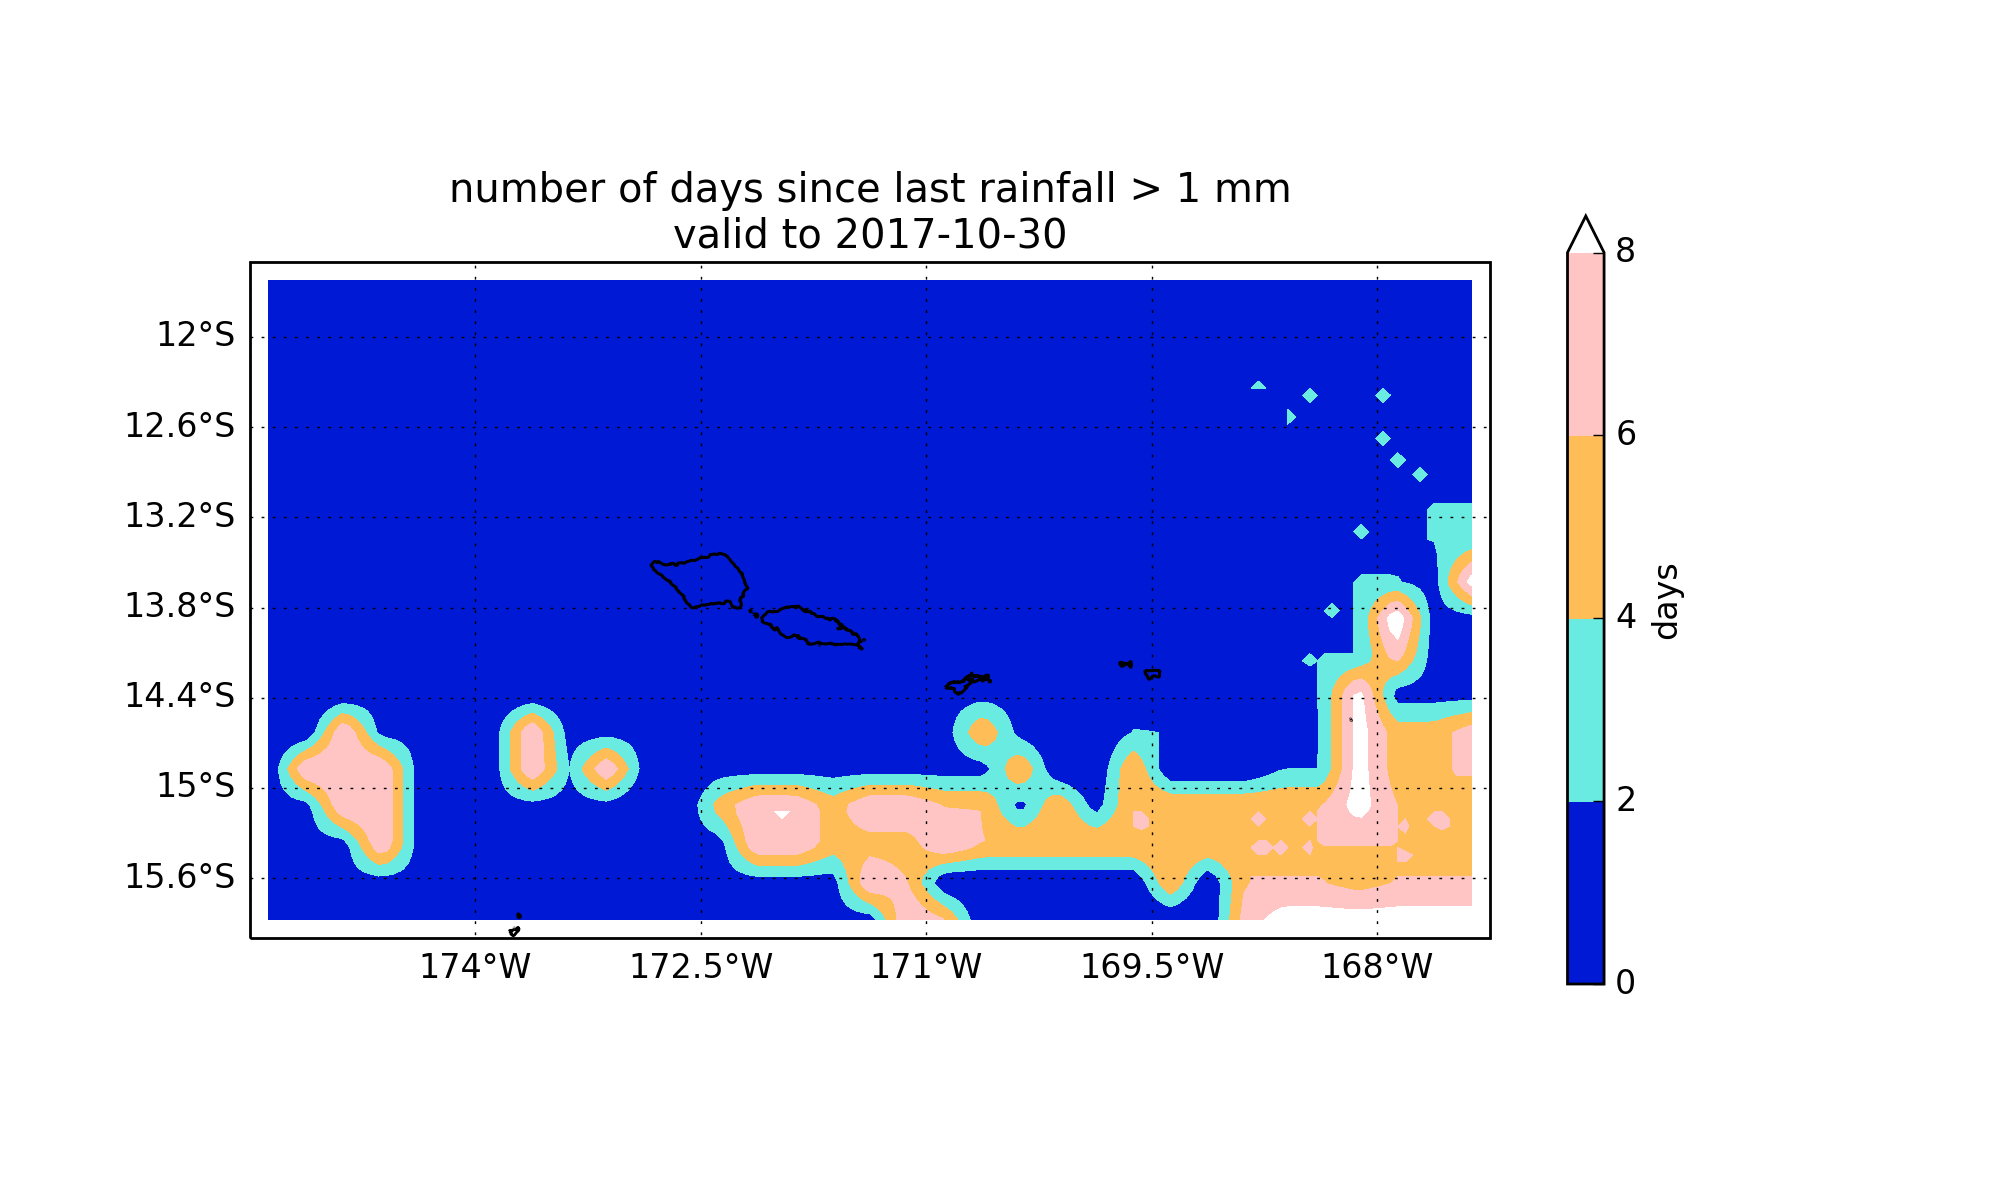 number of days since last rainfall > 1 mm
valid to 2017-10-30
12°S
12.6°S
13.2°S
13.8°S
14.4°S
15°S
15.6°S
174°W
172.5°W
171°W
169.5°W
168°W
8
6
4
2
0
days